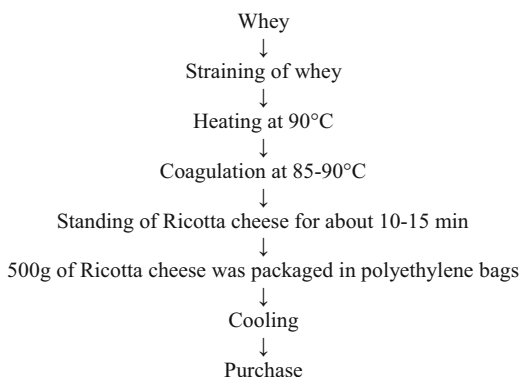 Whey
↓
Straining of whey
↓
Heating at 90°C
↓
Coagulation at 85-90°C
↓
Standing of Ricotta cheese for about 10-15 min
↓
500g of Ricotta cheese was packaged in polyethylene bags
↓
Cooling
↓
Purchase